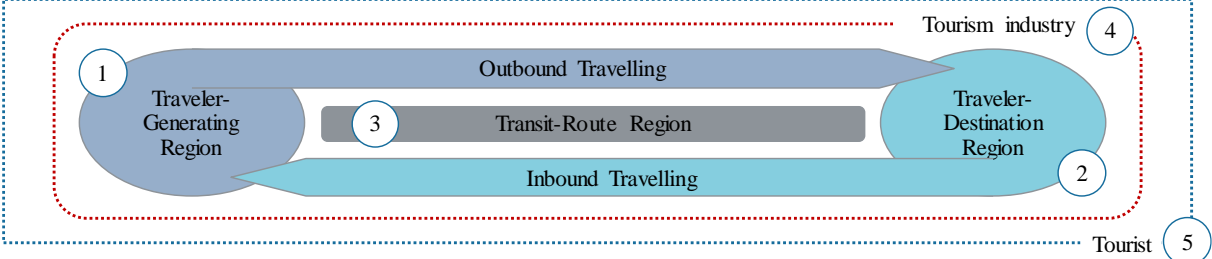 Tourism industry 4
1
Outbound Travelling
Traveler-
Generating
Region
3
Transit-Route Region
Traveler-
Destination
Region
Inbound Travelling
2
Tourist 5